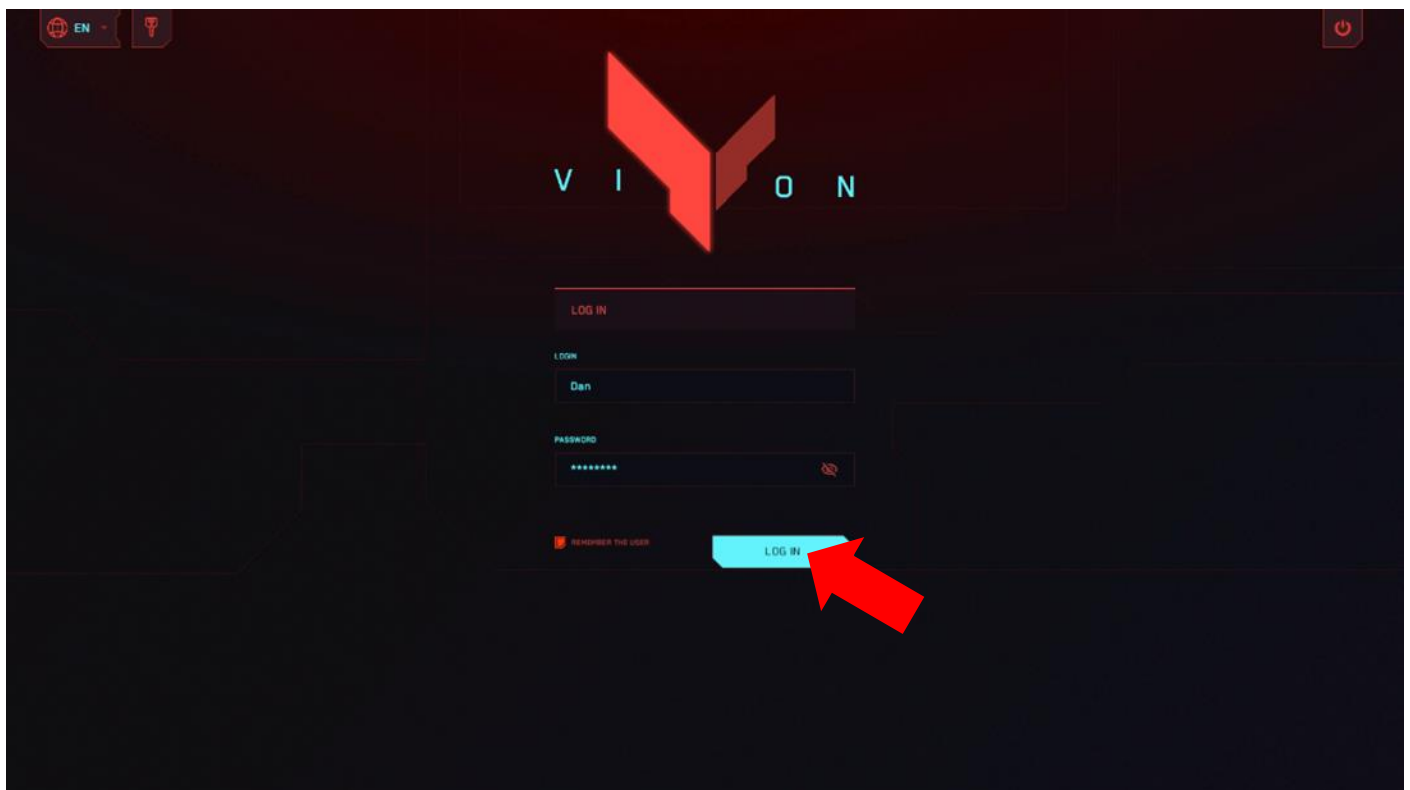 EN
V I O N
LOG IN
LOGIN
Dan
PASSWORD
********
REMEMBER THE USER
LOG IN